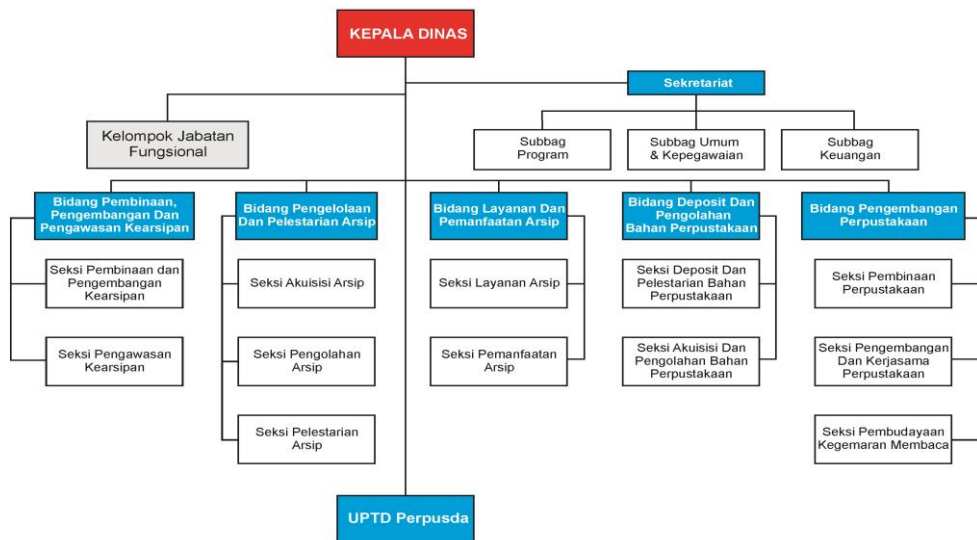 KEPALA DINAS
Sekretariat
Kelompok Jabatan
Fungsional
Subbag
Program
Subbag Umum
& Kepegawaian
Subbag
Keuangan
Bidang Pembinaan,
Pengembangan Dan
Pengawasan Kearsipan
Bidang Pengelolaan
Dan Pelestarian Arsip
Bidang Layanan Dan
Pemanfaatan Arsip
Bidang Deposit Dan
Pengolahan
Bahan Perpustakaan
Bidang Pengembangan
Perpustakaan
Seksi Pembinaan dan
Pengembangan
Kearsipan
Seksi Akuisisi Arsip
Seksi Layanan Arsip
Seksi Deposit Dan
Pelestarian Bahan
Perpustakaan
Seksi Pembinaan
Perpustakaan
Seksi Pengawasan
Kearsipan
Seksi Pengolahan
Arsip
Seksi Pemanfaatan
Arsip
Seksi Akuisisi Dan
Pengolahan Bahan
Perpustakaan
Seksi Pengembangan
Dan Kerjasama
Perpustakaan
Seksi Pelestarian
Arsip
Seksi Pembudayaan
Kegemaran Membaca
UPTD Perpusda